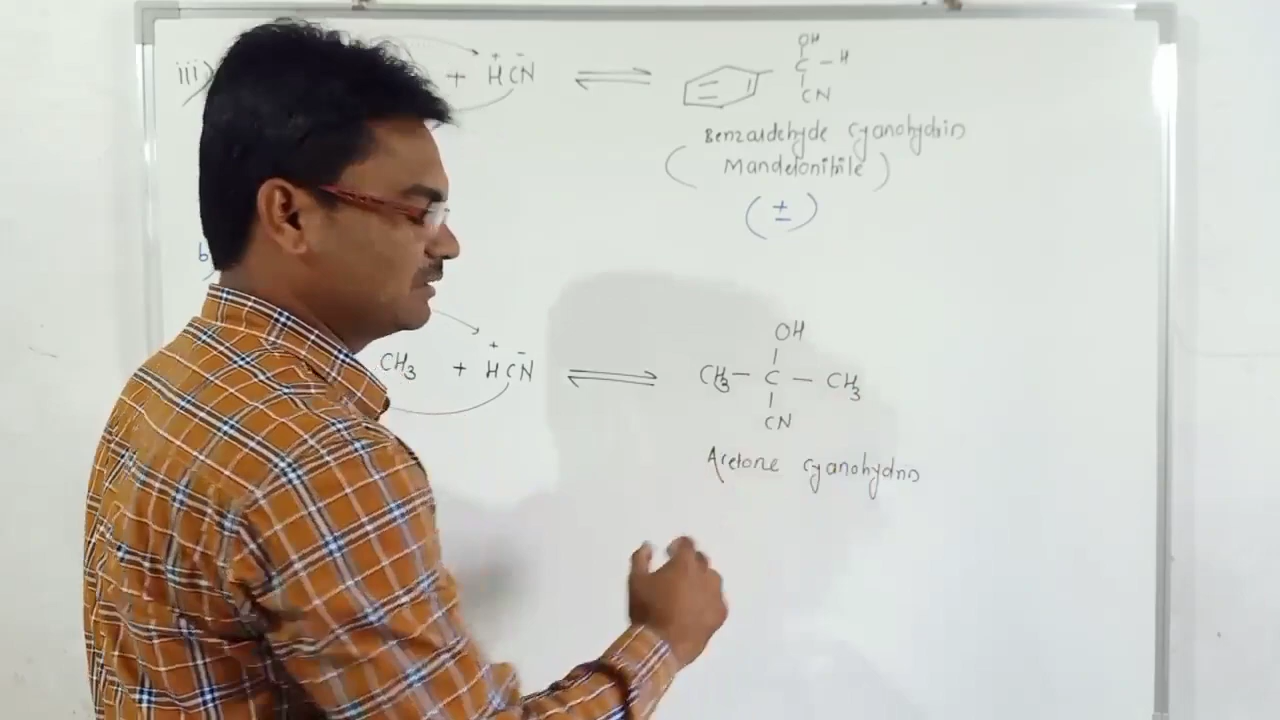 iii) + H⁺CN⁻ ⇌ OH
C – H
CN
Benzaldehyde cyanohydrin
(Mandelonitrile)
(±)
b)
CH3 + H⁺CN⁻ ⇌ OH
CH3 – C – CH3
CN
Acetone cyanohydrin